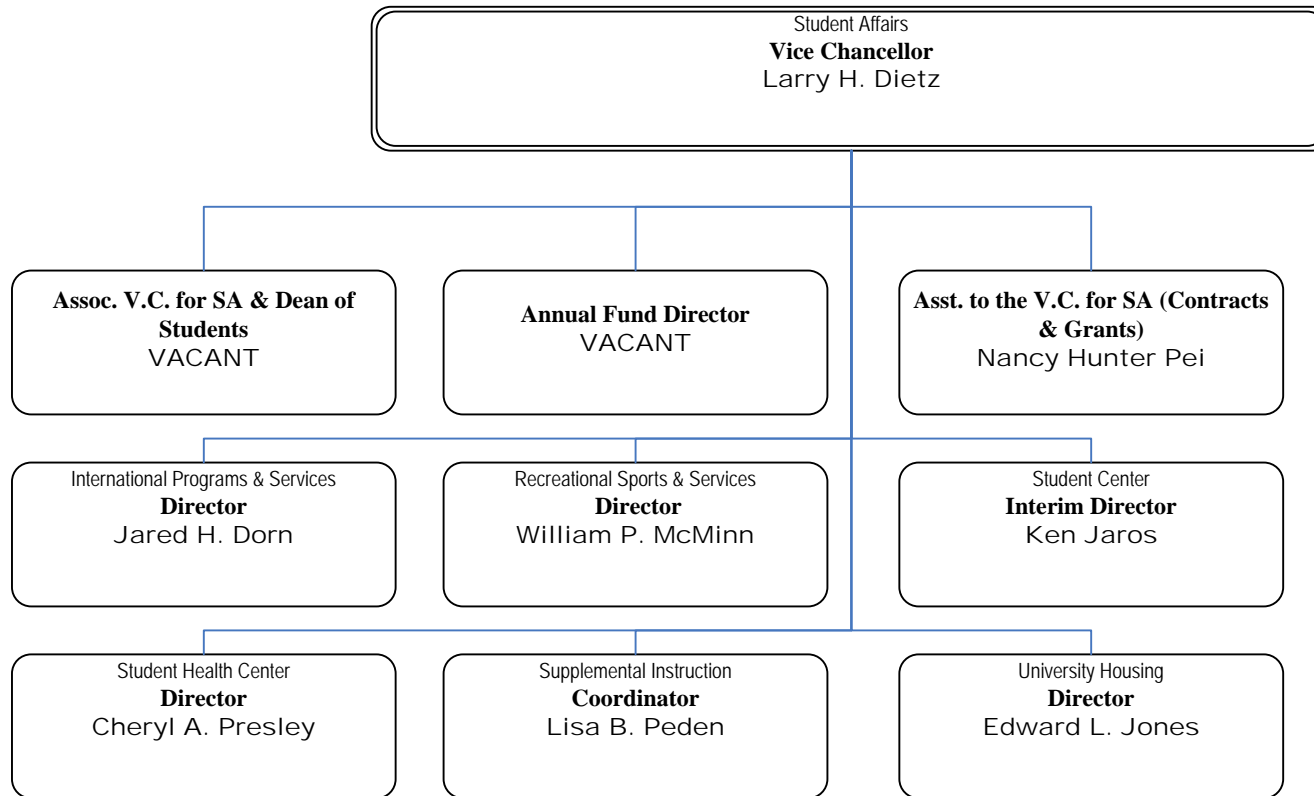 Student Affairs
Vice Chancellor
Larry H. Dietz
Assoc. V.C. for SA & Dean of
Students
VACANT
Annual Fund Director
VACANT
Asst. to the V.C. for SA (Contracts
& Grants)
Nancy Hunter Pei
International Programs & Services
Director
Jared H. Dorn
Recreational Sports & Services
Director
William P. McMinn
Student Center
Interim Director
Ken Jaros
Student Health Center
Director
Cheryl A. Presley
Supplemental Instruction
Coordinator
Lisa B. Peden
University Housing
Director
Edward L. Jones